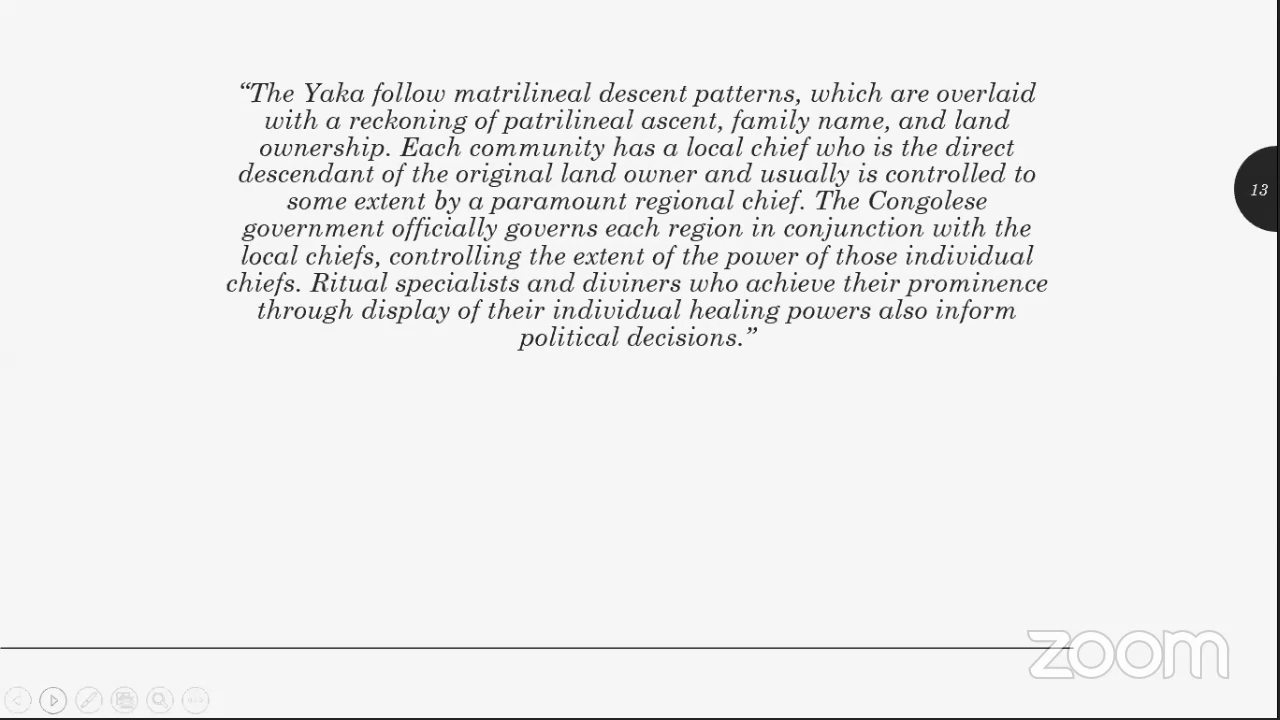 “The Yaka follow matrilineal descent patterns, which are overlaid
with a reckoning of patrilineal ascent, family name, and land
ownership. Each community has a local chief who is the direct
descendant of the original land owner and usually is controlled to
some extent by a paramount regional chief. The Congolese
government officially governs each region in conjunction with the
local chiefs, controlling the extent of the power of those individual
chiefs. Ritual specialists and diviners who achieve their prominence
through display of their individual healing powers also inform
political decisions.”
13
zoom